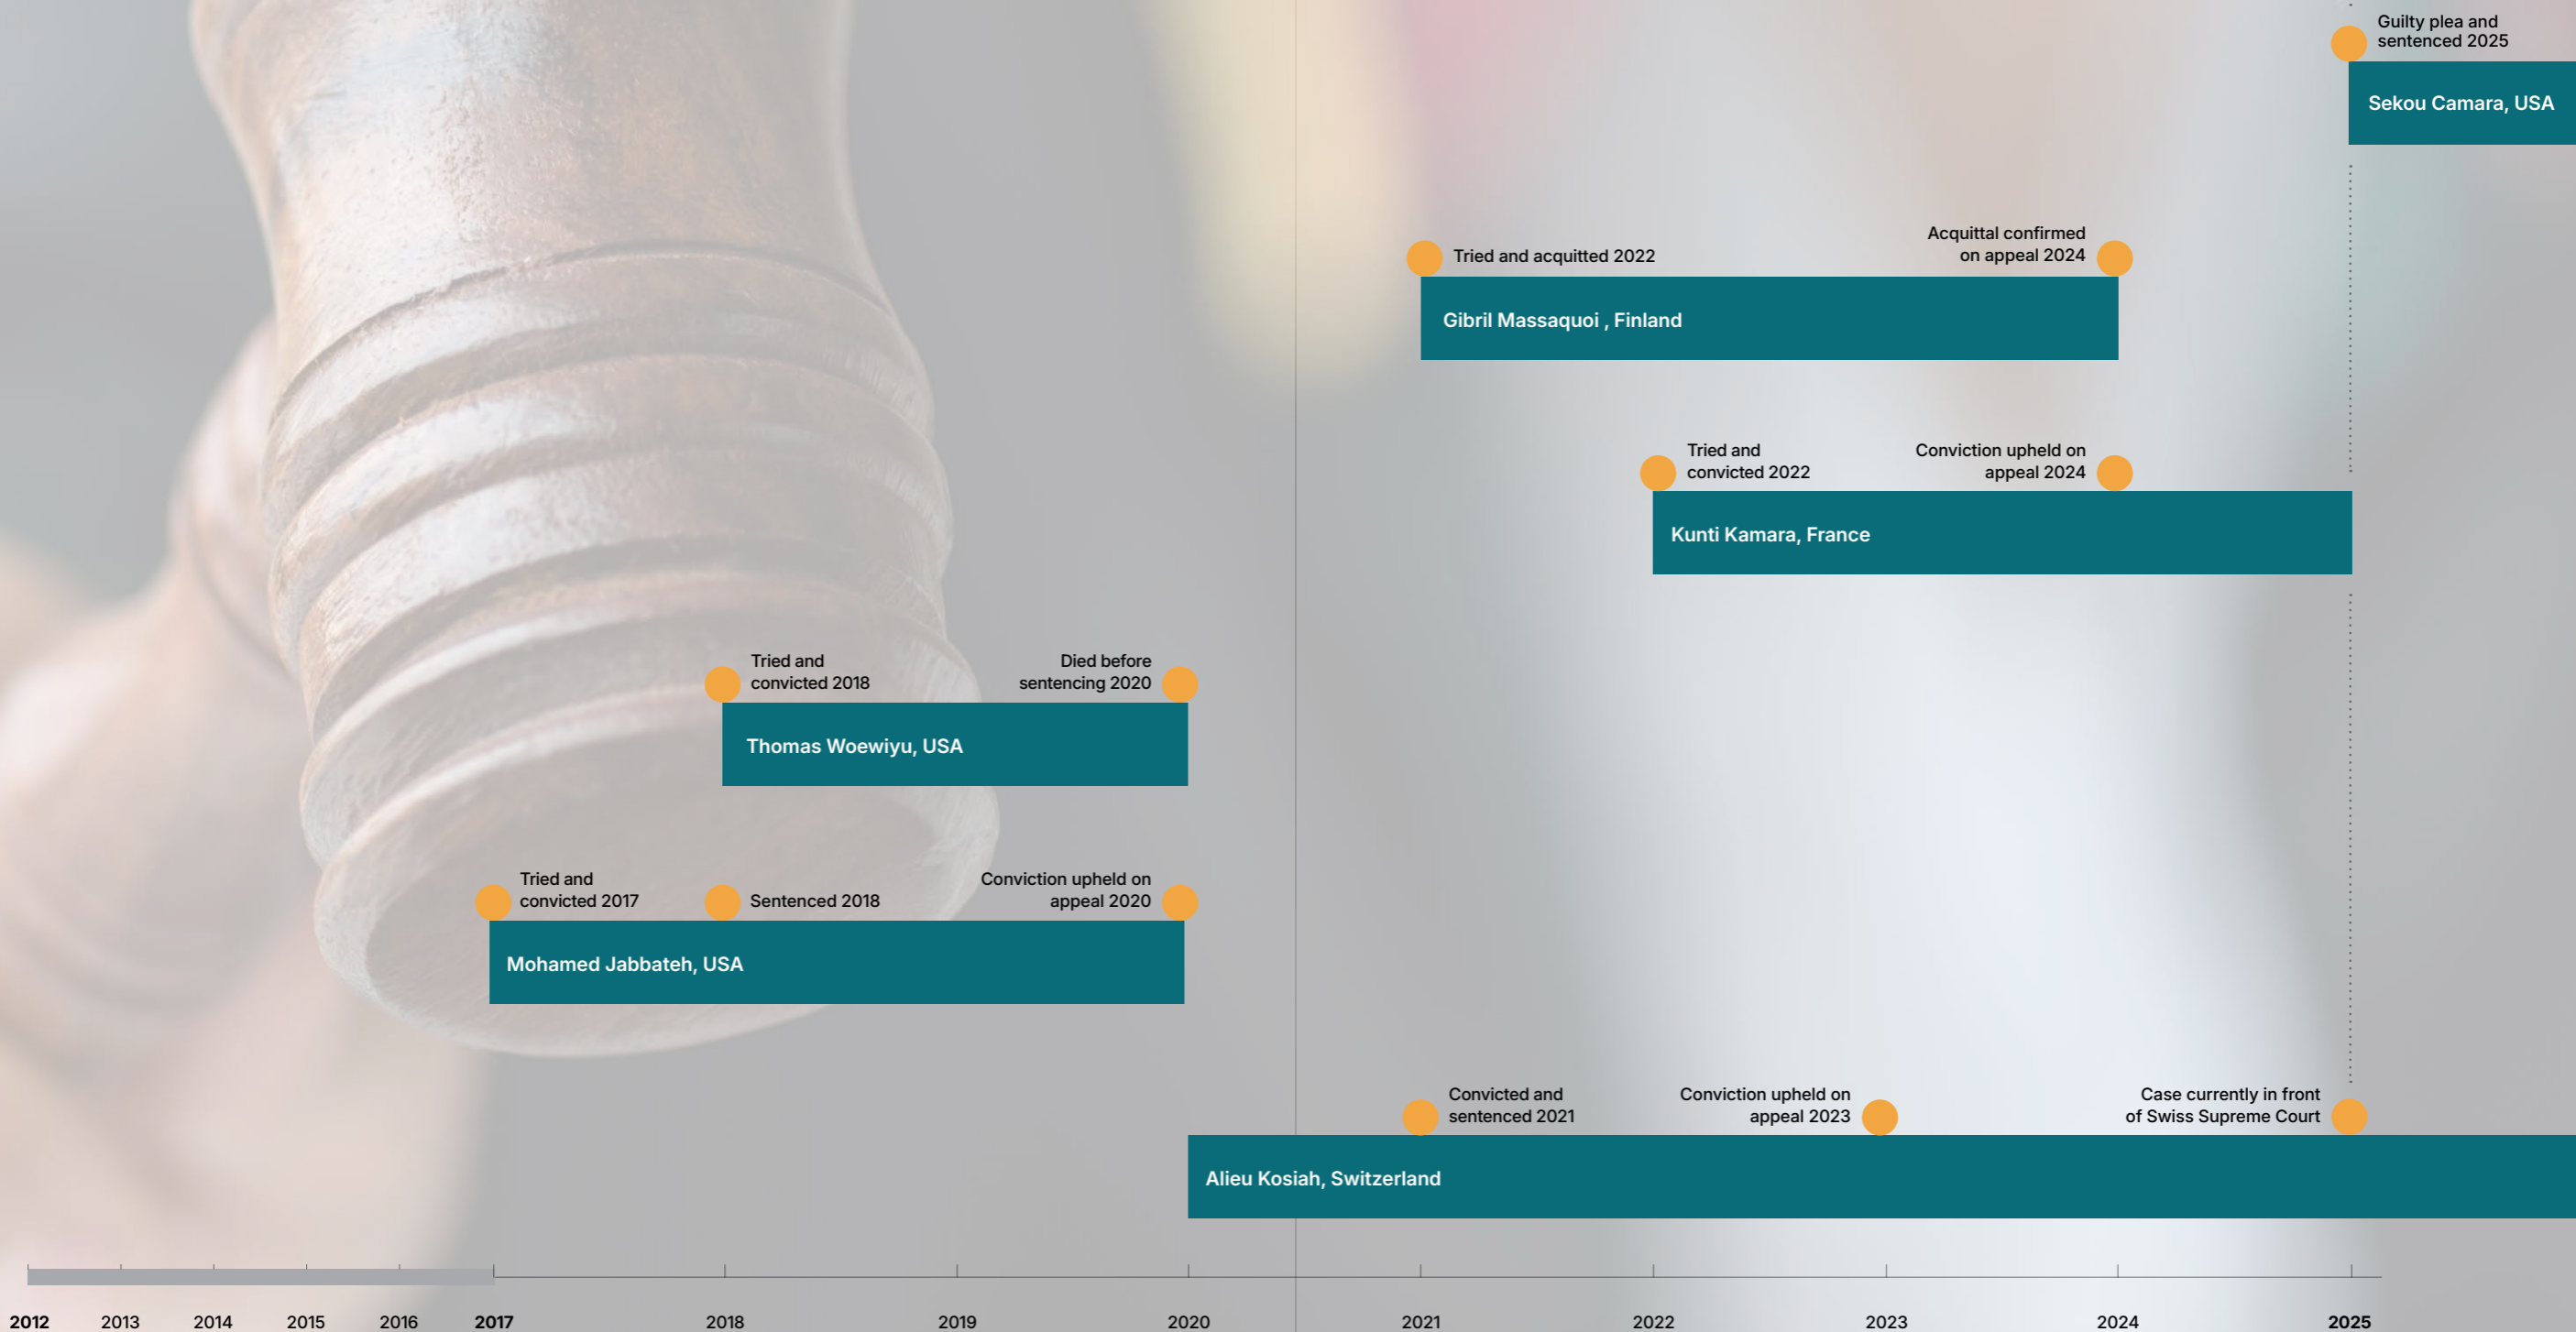 Guilty plea and
sentenced 2025
Sekou Camara, USA
Tried and acquitted 2022
Acquittal confirmed
on appeal 2024
Gibril Massaquoi , Finland
Tried and
convicted 2022
Conviction upheld on
appeal 2024
Kunti Kamara, France
Tried and
convicted 2018
Died before
sentencing 2020
Thomas Woewiyu, USA
Tried and
convicted 2017
Sentenced 2018
Conviction upheld on
appeal 2020
Mohamed Jabbateh, USA
Convicted and
sentenced 2021
Conviction upheld on
appeal 2023
Case currently in front
of Swiss Supreme Court
Alieu Kosiah, Switzerland
2012 2013 2014 2015 2016 2017 2018 2019 2020 2021 2022 2023 2024 2025